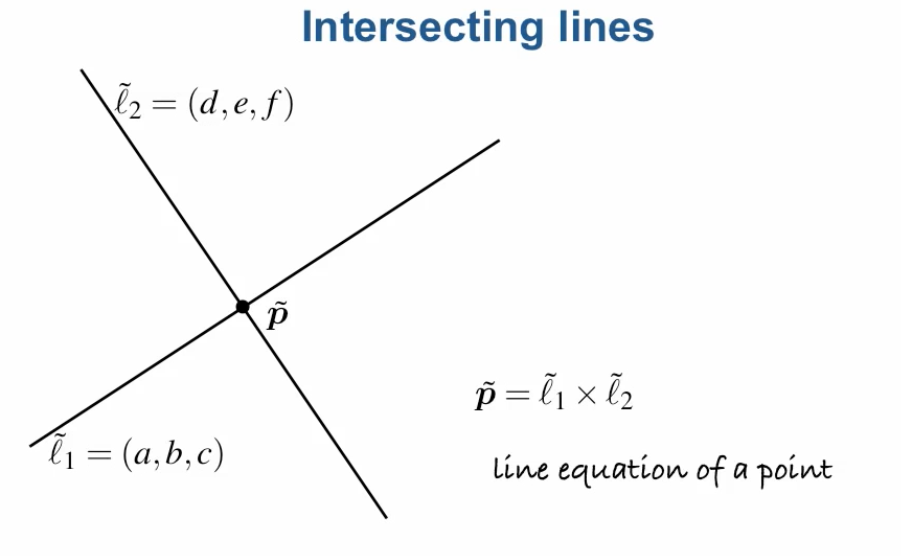 Intersecting lines
ℓ̃₂ = (d, e, f)
p̃
p̃ = ℓ̃₁ × ℓ̃₂
ℓ̃₁ = (a, b, c)
line equation of a point